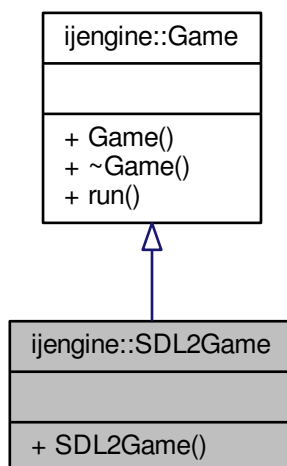 ijengine::Game
+ Game()
+ ~Game()
+ run()
ijengine::SDL2Game
+ SDL2Game()